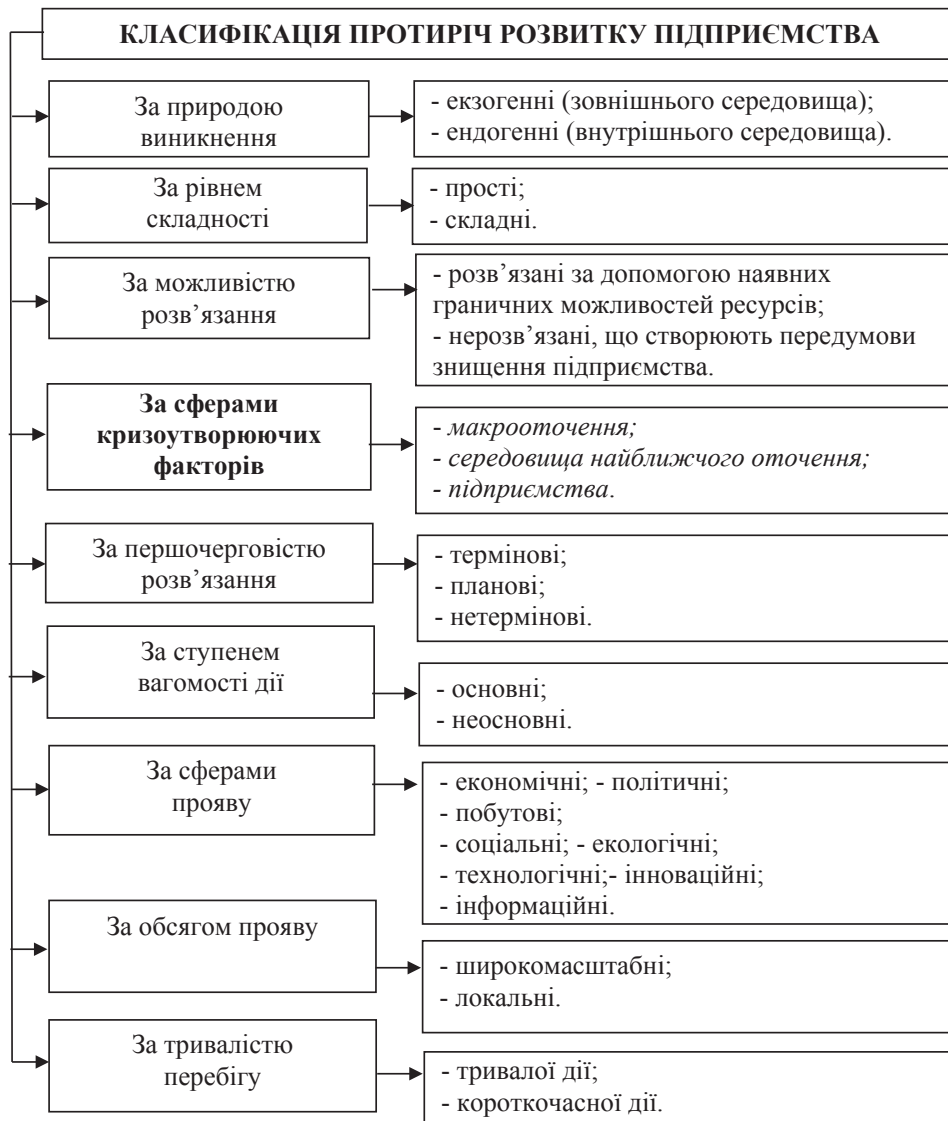 КЛАСИФІКАЦІЯ ПРОТИРІЧ РОЗВИТКУ ПІДПРИЄМСТВА
За природою
виникнення
- екзогенні (зовнішнього середовища);
- ендогенні (внутрішнього середовища).
За рівнем
складності
- прості;
- складні.
За можливістю
розв’язання
- розв’язані за допомогою наявних
граничних можливостей ресурсів;
- нерозв’язані, що створюють передумови
знищення підприємства.
За сферами
кризоутворюючих
факторів
- макрооточення;
- середовища найближчого оточення;
- підприємства.
За першочерговістю
розв’язання
- термінові;
- планові;
- нетермінові.
За ступенем
вагомості дії
- основні;
- неосновні.
За сферами
прояву
- економічні; - політичні;
- побутові;
- соціальні; - екологічні;
- технологічні;- інноваційні;
- інформаційні.
За обсягом прояву
- широкомасштабні;
- локальні.
За тривалістю
перебігу
- тривалої дії;
- короткочасної дії.